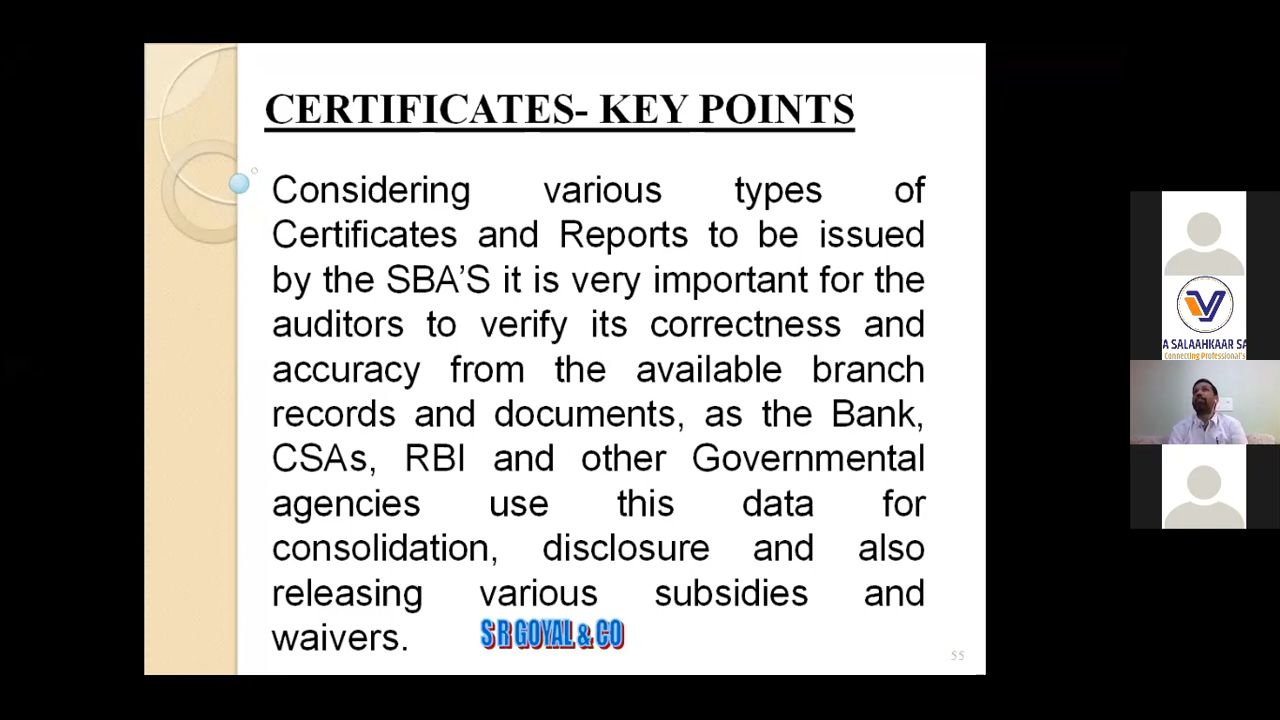 CERTIFICATES- KEY POINTS
Considering various types of
Certificates and Reports to be issued
by the SBA’S it is very important for the
auditors to verify its correctness and
accuracy from the available branch
records and documents, as the Bank,
CSAs, RBI and other Governmental
agencies use this data for
consolidation, disclosure and also
releasing various subsidies and
waivers.
S R GOYAL & CO
55
A SALAAHKAAR SA
Connecting Professional's